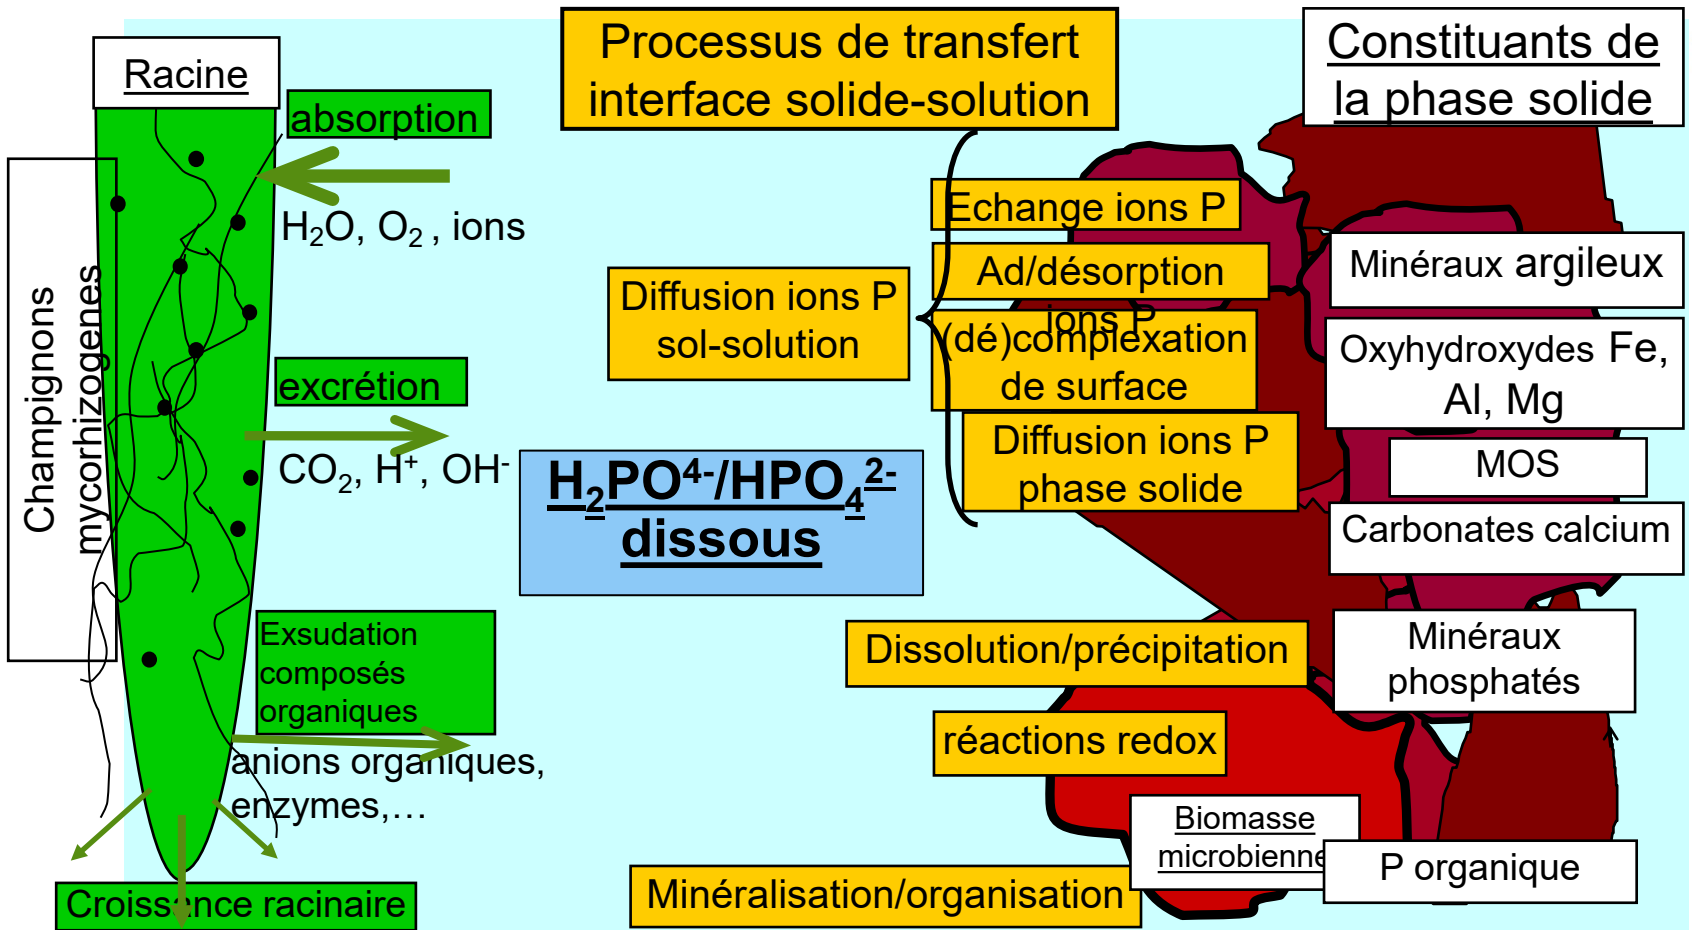 Racine
absorption
H₂O, O₂ , ions
Champignons
mycorhizogenes
excrétion
CO₂, H⁺, OH⁻
Exsudation
composés
organiques
anions organiques,
enzymes,…
Croissance racinaire
Processus de transfert
interface solide-solution
Diffusion ions P
sol-solution
Echange ions P
Ad/désorption
ions P
(dé)complexation
de surface
Diffusion ions P
phase solide
H₂PO⁴⁻/HPO₄²⁻
dissous
Dissolution/précipitation
réactions redox
Minéralisation/organisation
Constituants de
la phase solide
Minéraux argileux
Oxyhydroxydes Fe,
Al, Mg
MOS
Carbonates calcium
Minéraux
phosphatés
Biomasse
microbienne
P organique